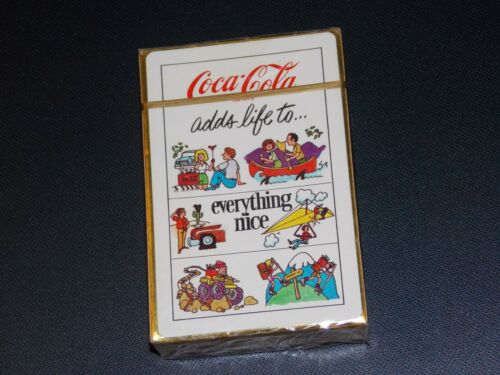 Coca-Cola
adds life to...
everything
nice